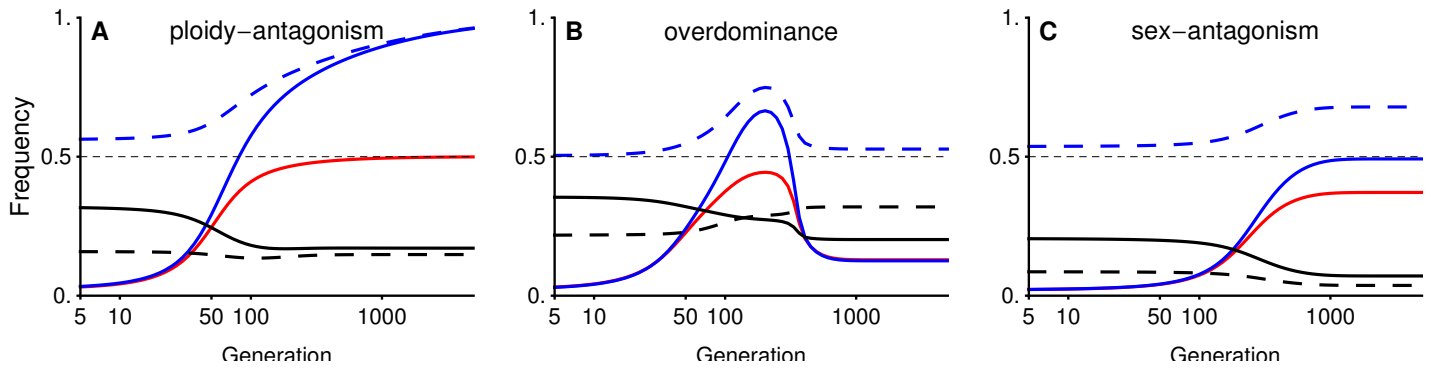 A ploidy−antagonism
B overdominance
C sex−antagonism
Frequency
1.
0.5
0.
5 10 50 100 1000
Generation
1.
0.5
0.
5 10 50 100 1000
Generation
1.
0.5
0.
5 10 50 100 1000
Generation